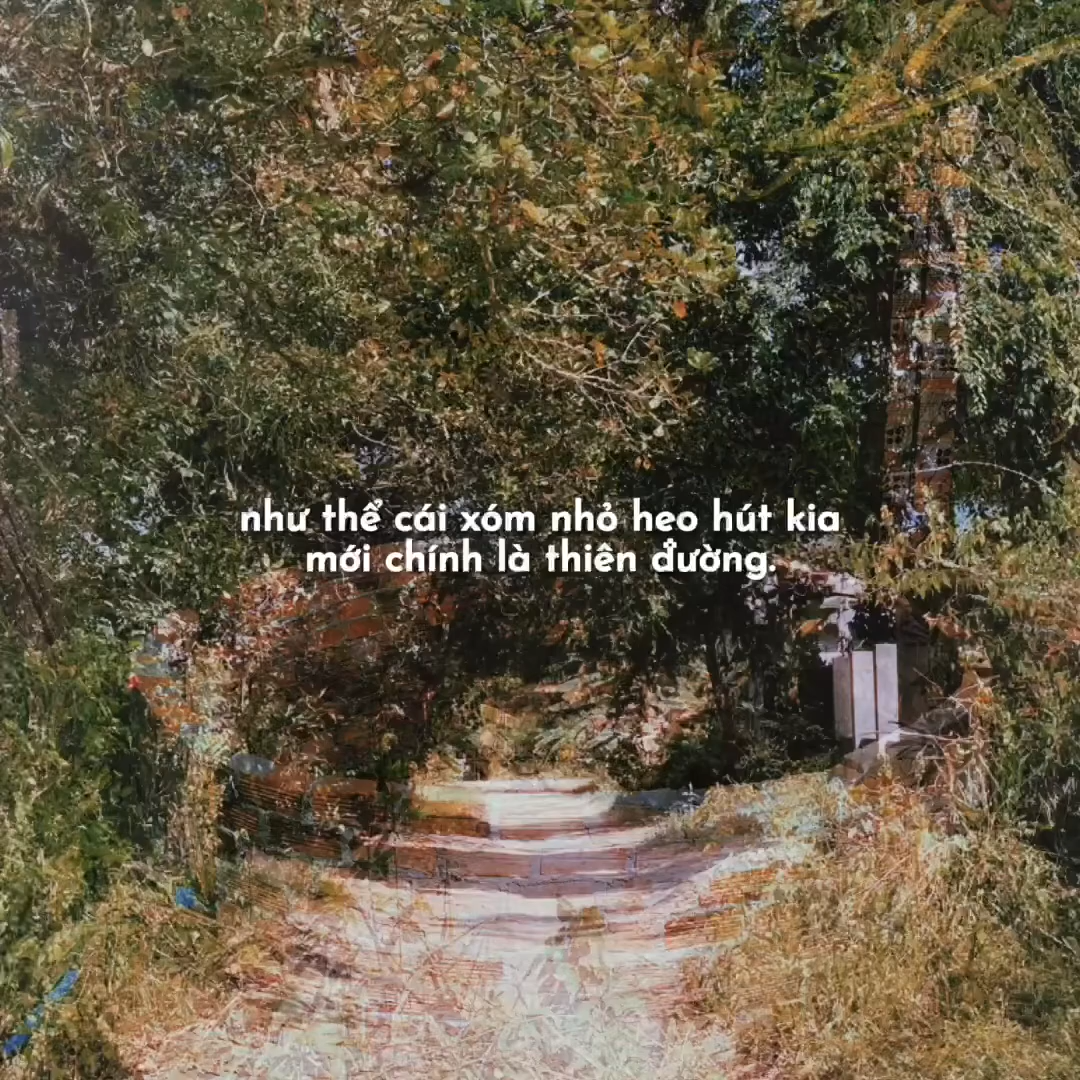 như thể cái xóm nhỏ heo hút kia
mới chính là thiên đường.